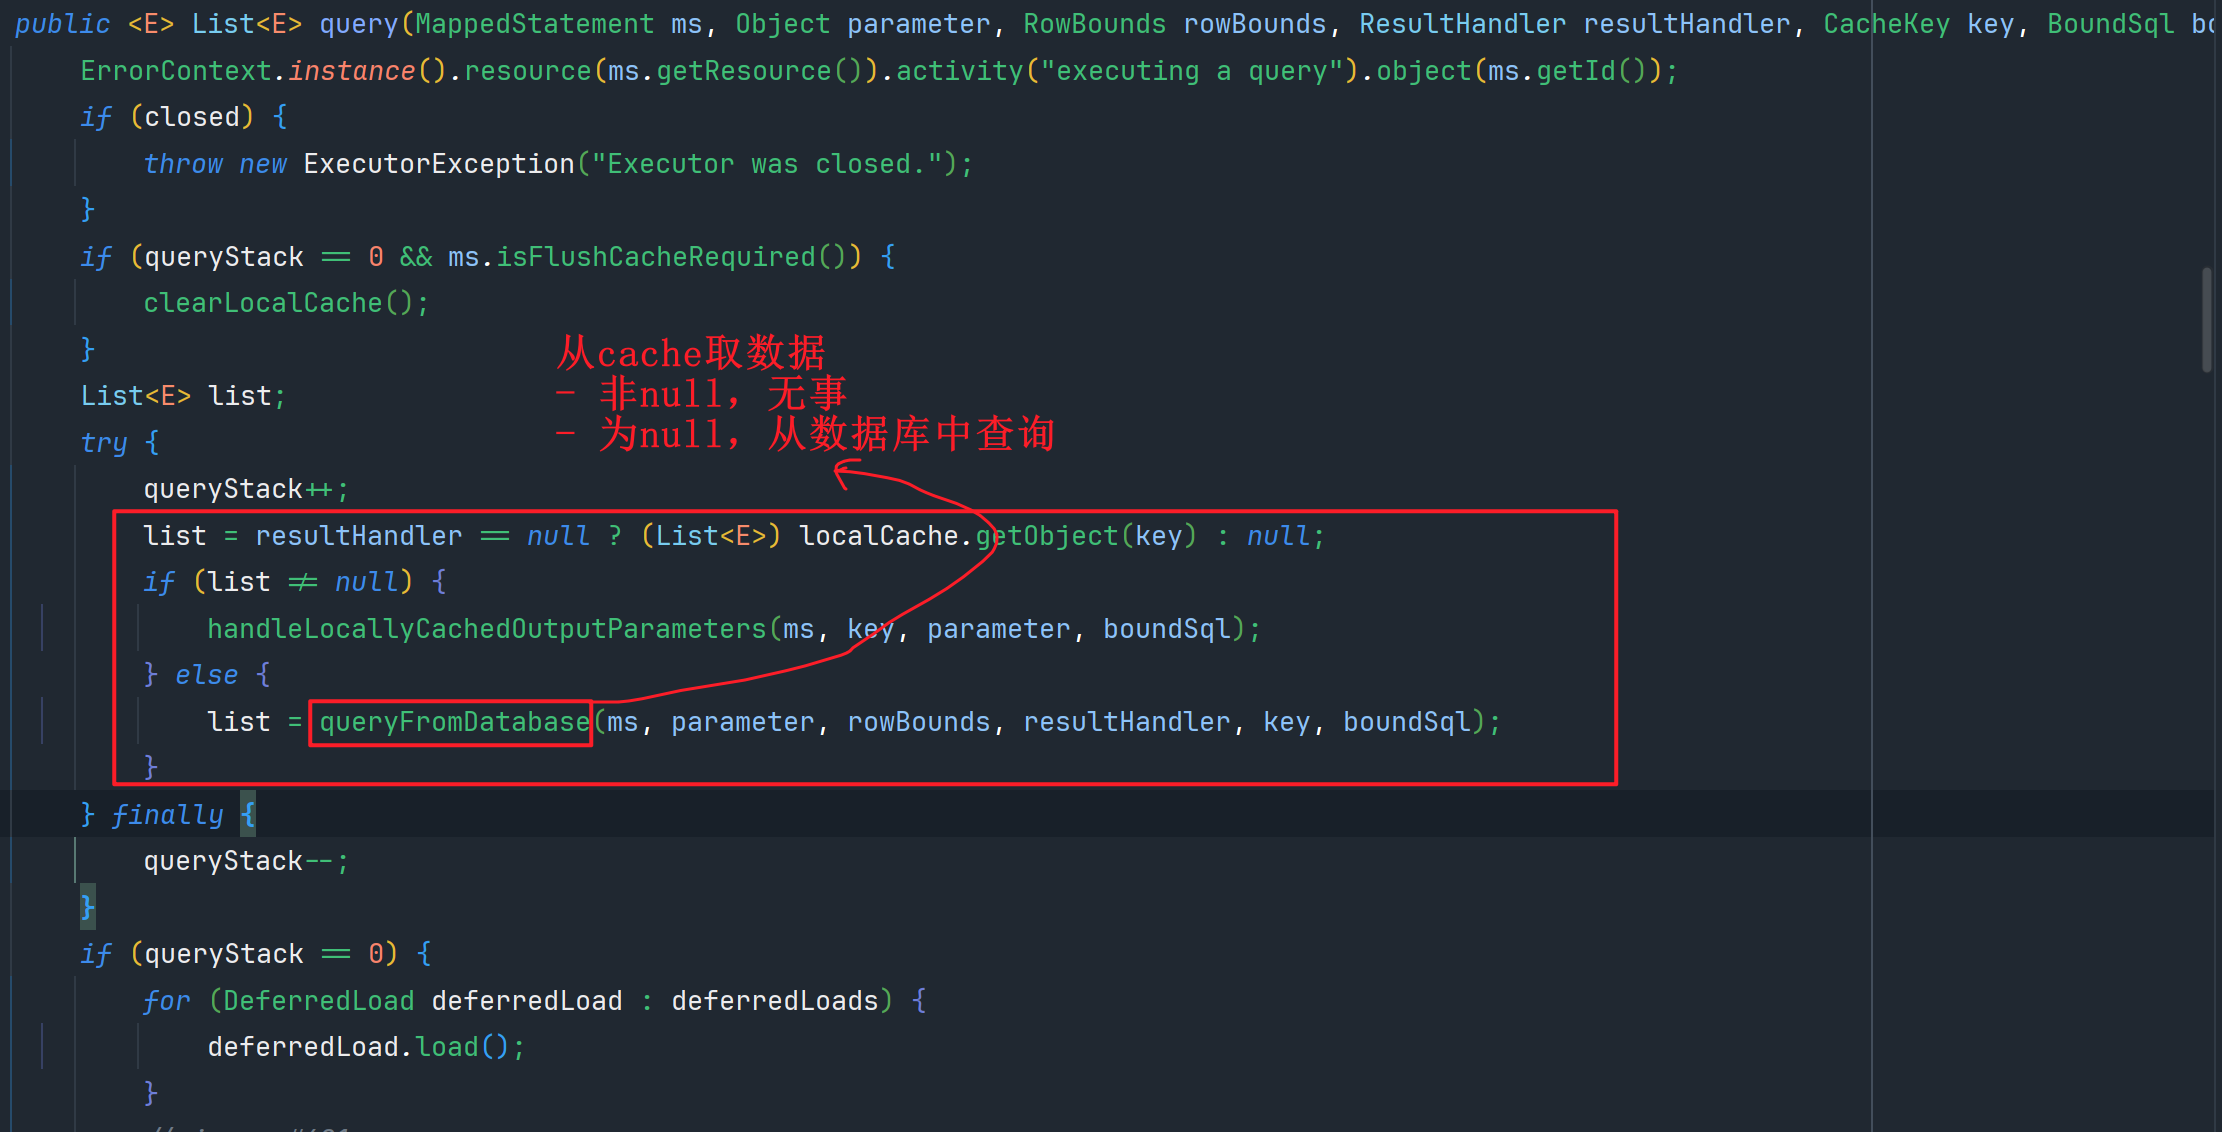 public <E> List<E> query(MappedStatement ms, Object parameter, RowBounds rowBounds, ResultHandler resultHandler, CacheKey key, BoundSql
ErrorContext.instance().resource(ms.getResource()).activity("executing a query").object(ms.getId());
if (closed) {
throw new ExecutorException("Executor was closed.");
}
if (queryStack == 0 && ms.isFlushCacheRequired()) {
clearLocalCache();
}
从cache取数据
- 非null，无事
- 为null，从数据库中查询
List<E> list;
try {
queryStack++;
list = resultHandler == null ? (List<E>) localCache.getObject(key) : null;
if (list != null) {
handleLocallyCachedOutputParameters(ms, key, parameter, boundSql);
} else {
list = queryFromDatabase(ms, parameter, rowBounds, resultHandler, key, boundSql);
}
} finally {
queryStack--;
}
if (queryStack == 0) {
for (DeferredLoad deferredLoad : deferredLoads) {
deferredLoad.load();
}